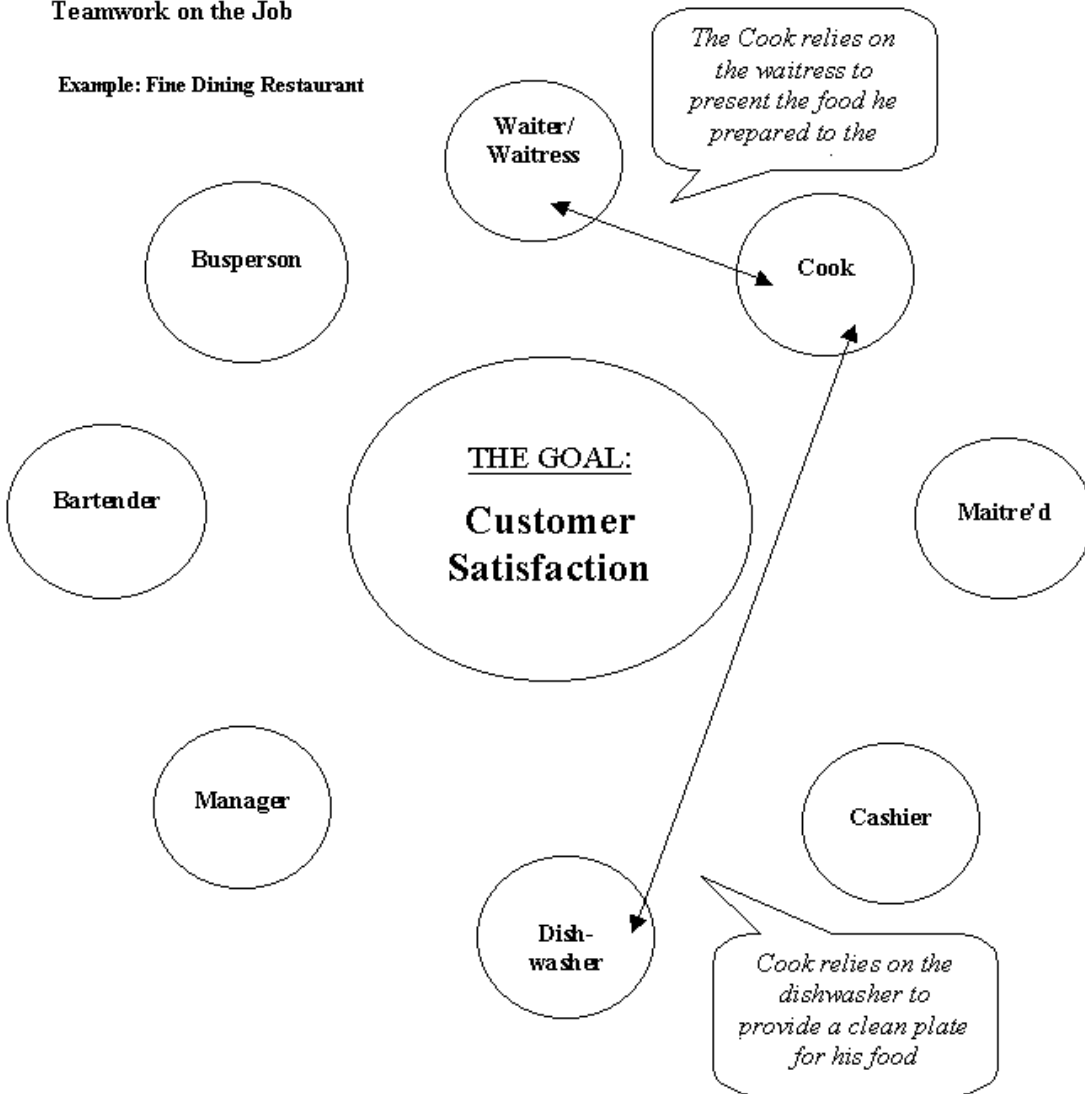 Teamwork on the Job
Example: Fine Dining Restaurant
The Cook relies on
the waitress to
present the food he
prepared to the
Waiter/
Waitress
Busperson
Cook
THE GOAL:
Customer
Satisfaction
Bartender
Maitre’d
Manager
Cashier
Dish-
washer
Cook relies on the
dishwasher to
provide a clean plate
for his food